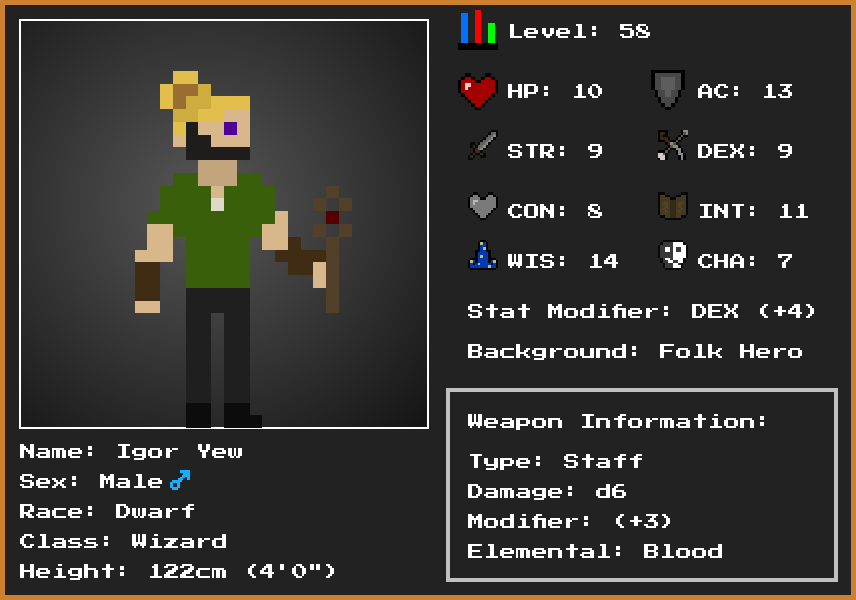 Level: 58
HP: 10 AC: 13
STR: 9 DEX: 9
CON: 8 INT: 11
WIS: 14 CHA: 7
Stat Modifier: DEX (+4)
Background: Folk Hero
Weapon Information:
Type: Staff
Damage: d6
Modifier: (+3)
Elemental: Blood
Name: Igor Yew
Sex: Male ♂
Race: Dwarf
Class: Wizard
Height: 122cm (4'0")